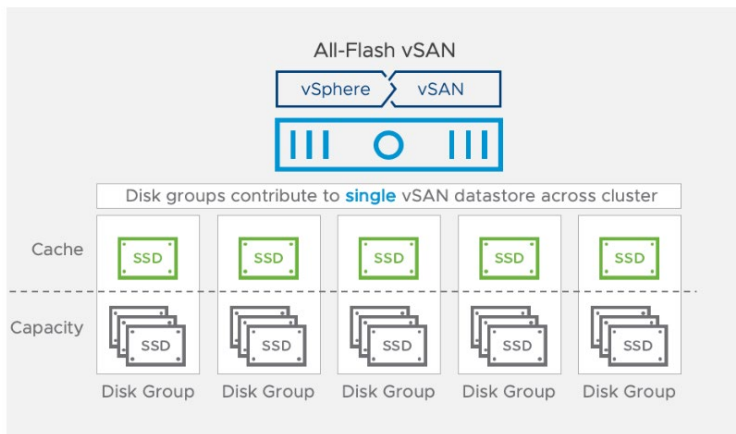 All-Flash vSAN
vSphere vSAN
Disk groups contribute to single vSAN datastore across cluster
Cache
SSD SSD SSD SSD SSD
Capacity
SSD SSD SSD SSD SSD
Disk Group Disk Group Disk Group Disk Group Disk Group